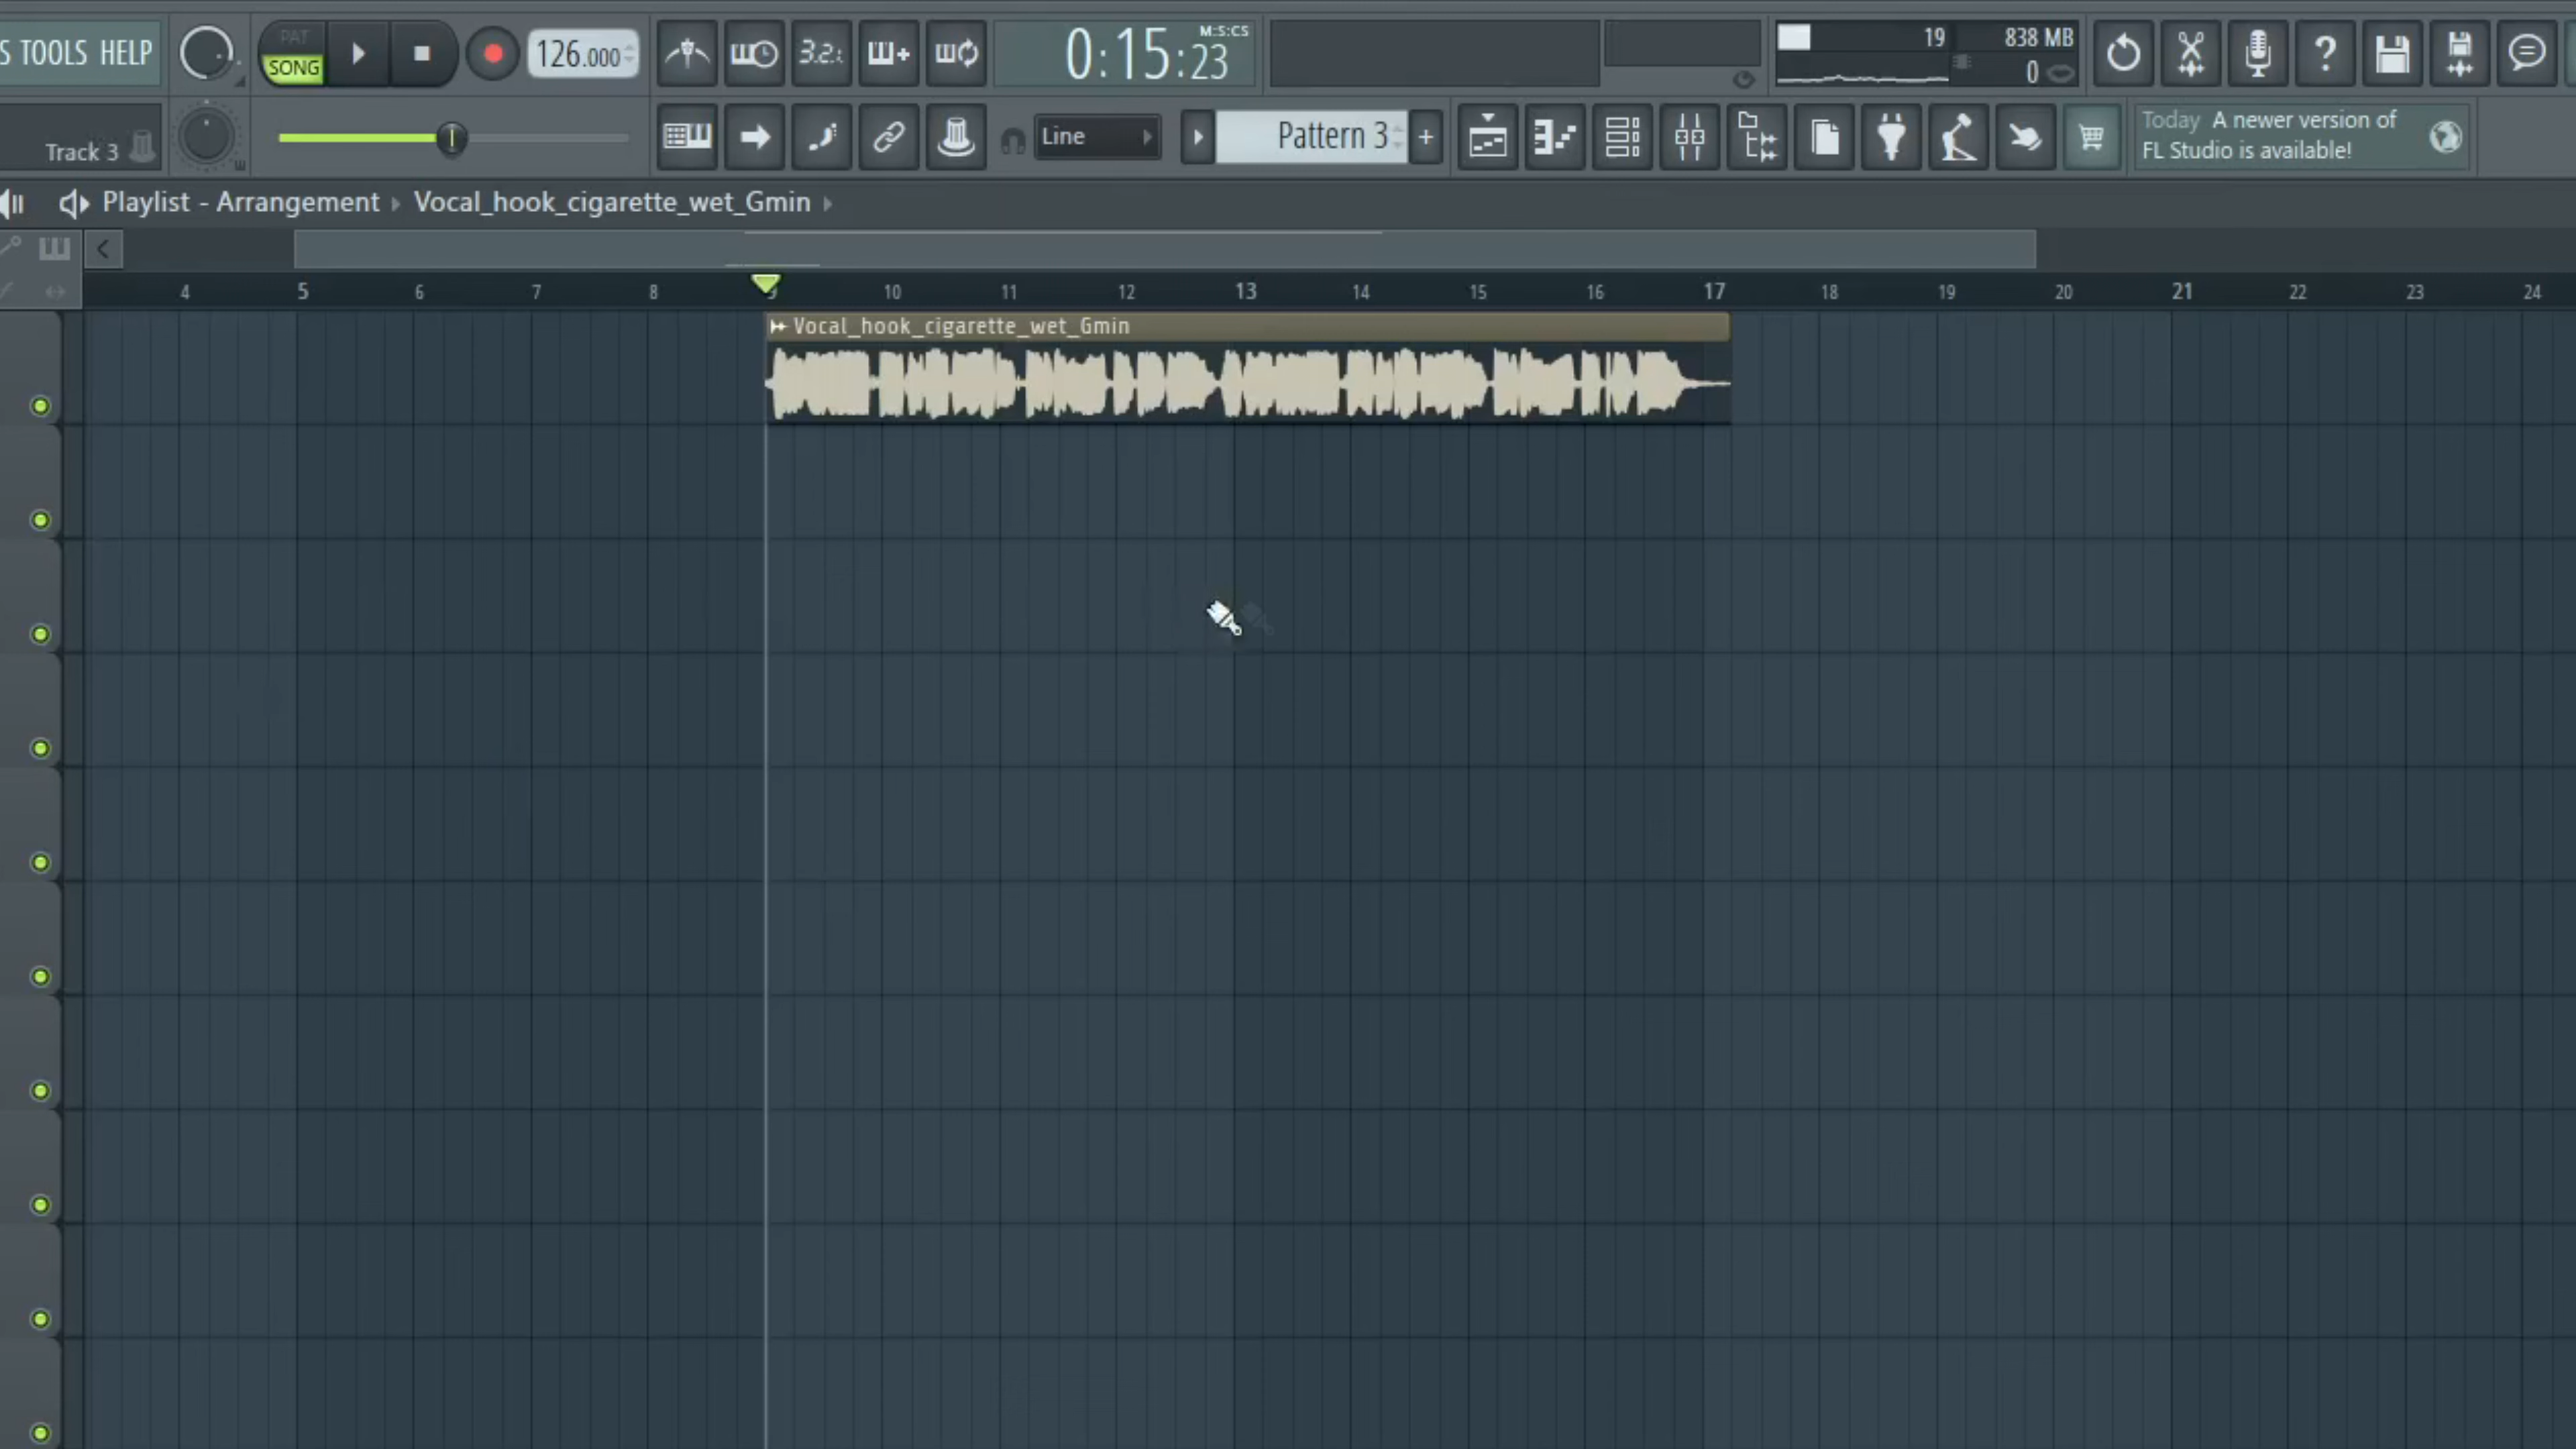 S TOOLS HELP
PAT
SONG
126.000
3.2.
M:S:CS
0:15:23
19
838 MB
0
Track 3
Line
Pattern 3
Today A newer version of
FL Studio is available!
Playlist - Arrangement Vocal_hook_cigarette_wet_Gmin
4 5 6 7 8 9 10 11 12 13 14 15 16 17 18 19 20 21 22 23 24
Vocal_hook_cigarette_wet_Gmin